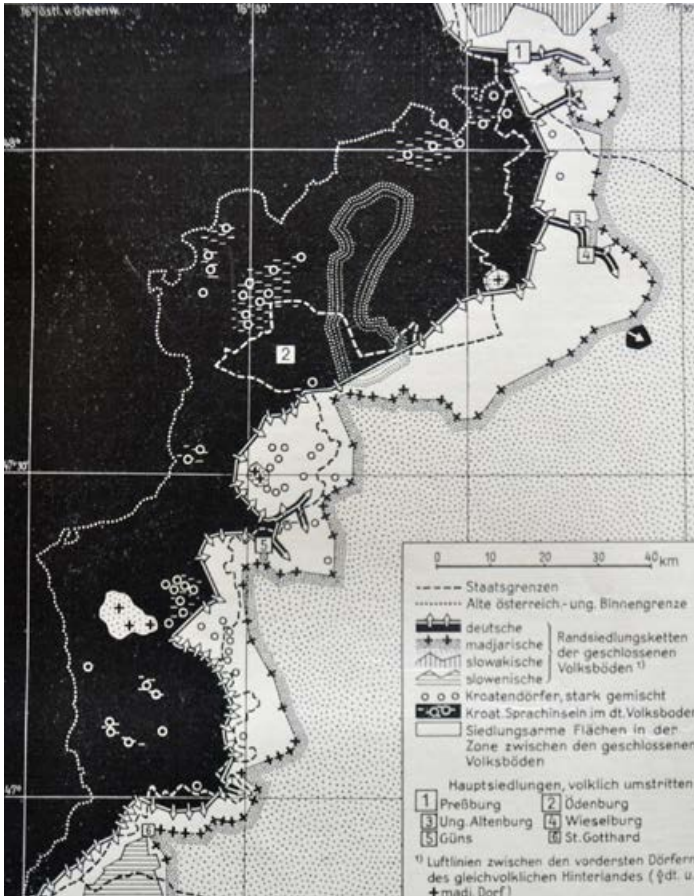 16° östl. v. Greenw.
16° 30'
17° 30'
1
48°
3
4
2
47° 30'
5
47°
6
0 10 20 30 40 km
Staatsgrenzen
Alte österreich.-ung. Binnengrenze
deutsche
madjarische
slowakische
slowenische
Randsiedlungsketten
der geschlossenen
Volksböden ¹)
Kroatendörfer, stark gemischt
Kroat. Sprachinseln im dt. Volksboden
Siedlungsarme Flächen in der
Zone zwischen den geschlossenen
Volksböden
Hauptsiedlungen, volklich umstritten
1 Preßburg 2 Ödenburg
3 Ung. Altenburg 4 Wieselburg
5 Güns 6 St. Gotthard
¹) Luftlinien zwischen den vordersten Dörfern
des gleichvolklichen Hinterlandes ( dt. u.
+ madj. Dorf)